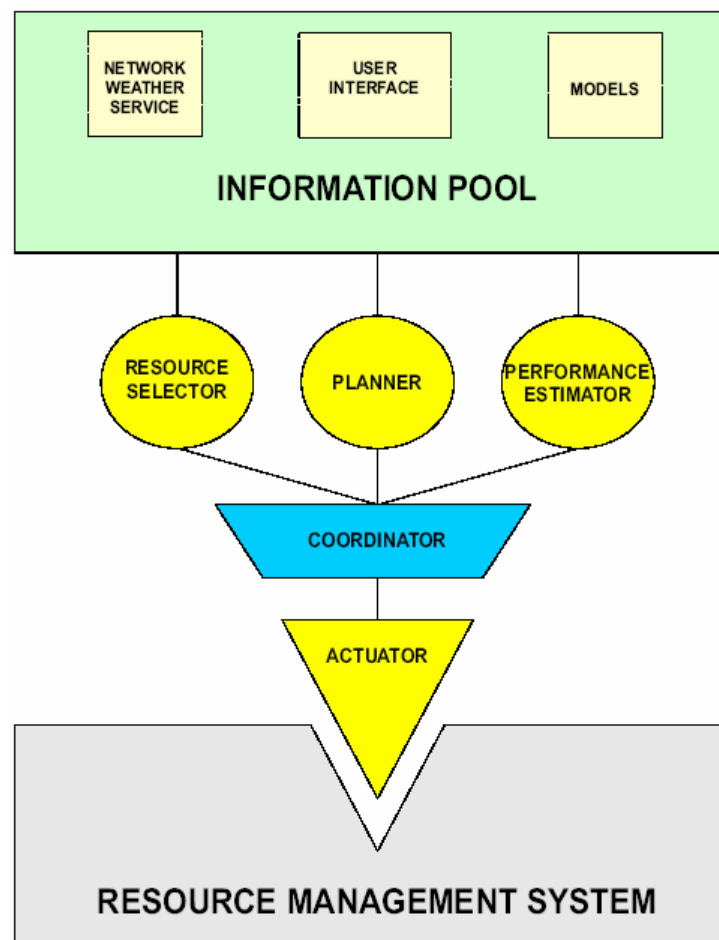 NETWORK
WEATHER
SERVICE
USER
INTERFACE
MODELS
INFORMATION POOL
RESOURCE
SELECTOR
PLANNER
PERFORMANCE
ESTIMATOR
COORDINATOR
ACTUATOR
RESOURCE MANAGEMENT SYSTEM